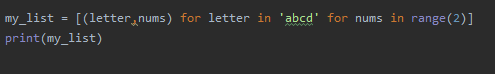 my_list = [(letter,nums) for letter in 'abcd' for nums in range(2)]
print(my_list)